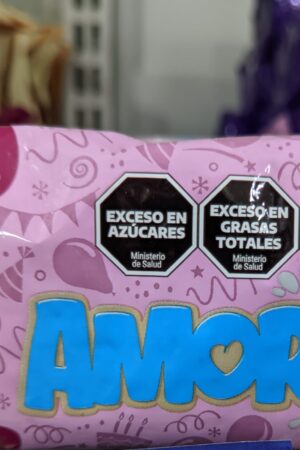 EXCESO EN
AZÚCARES
Ministerio
de Salud
EXCESO EN
GRASAS
TOTALES
Ministerio
de Salud
AMOR